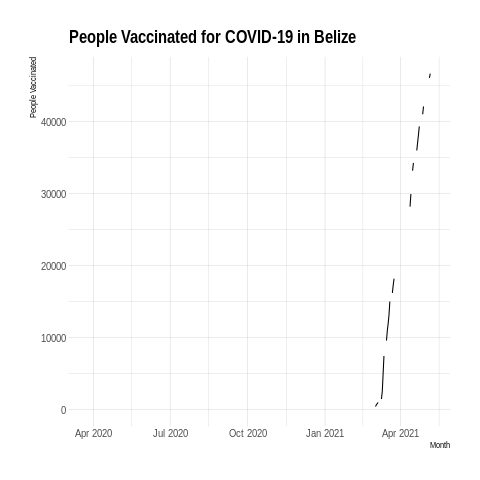 People Vaccinated for COVID-19 in Belize
People Vaccinated
40000
30000
20000
10000
0
Apr 2020 Jul 2020 Oct 2020 Jan 2021 Apr 2021
Month